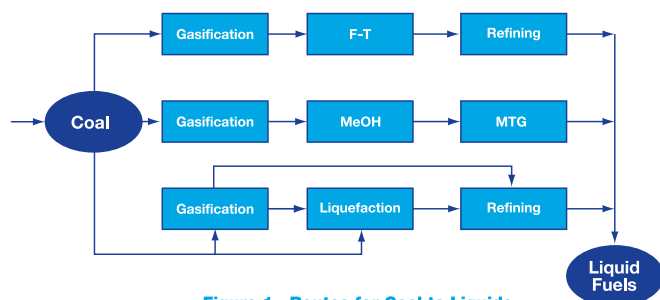 Gasification
F-T
Refining
Coal
Gasification
MeOH
MTG
Gasification
Liquefaction
Refining
Liquid
Fuels